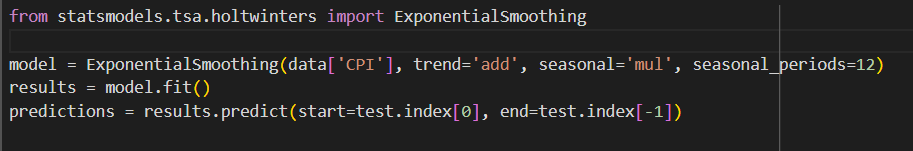 from statsmodels.tsa.holtwinters import ExponentialSmoothing
model = ExponentialSmoothing(data['CPI'], trend='add', seasonal='mul', seasonal_periods=12)
results = model.fit()
predictions = results.predict(start=test.index[0], end=test.index[-1])